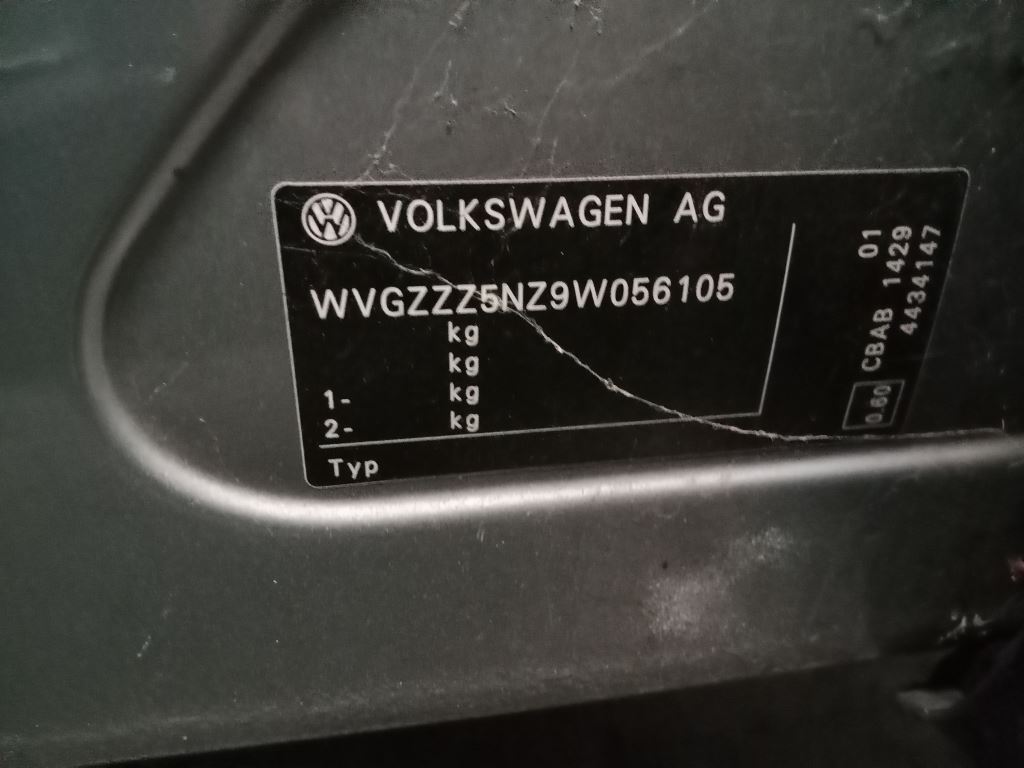 VOLKSWAGEN AG
WVGZZZ5NZ9W056105
kg
kg
1- kg
2- kg
Typ
01
0.60 CBAB 1429
4434147